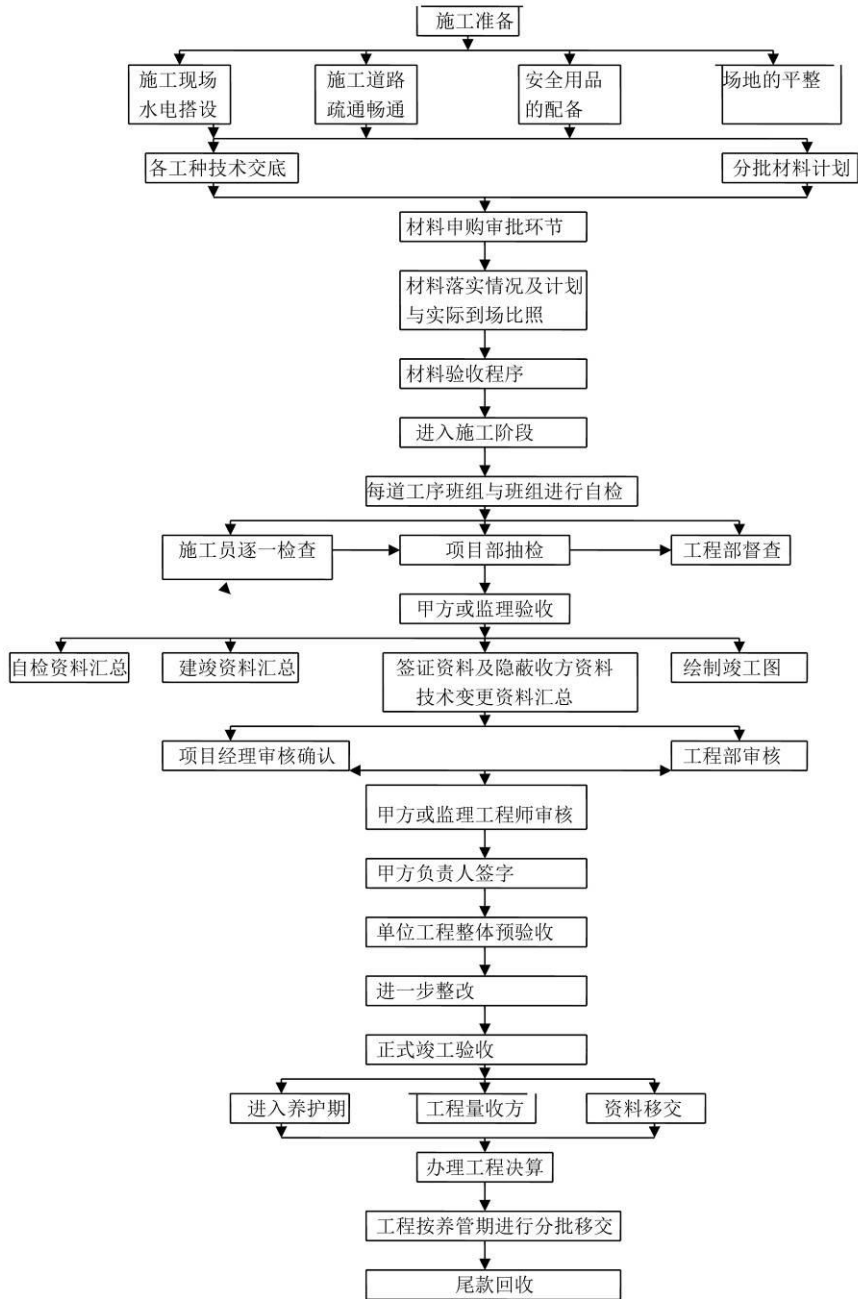 施工准备
施工现场
水电搭设
施工道路
疏通畅通
安全用品
的配备
场地的平整
各工种技术交底
分批材料计划
材料申购审批环节
材料落实情况及计划
与实际到场比照
材料验收程序
进入施工阶段
每道工序班组与班组进行自检
施工员逐一检查
项目部抽检
工程部督查
甲方或监理验收
自检资料汇总
建竣资料汇总
签证资料及隐蔽收方资料
技术变更资料汇总
绘制竣工图
项目经理审核确认
工程部审核
甲方或监理工程师审核
甲方负责人签字
单位工程整体预验收
进一步整改
正式竣工验收
进入养护期
工程量收方
资料移交
办理工程决算
工程按养管期进行分批移交
尾款回收